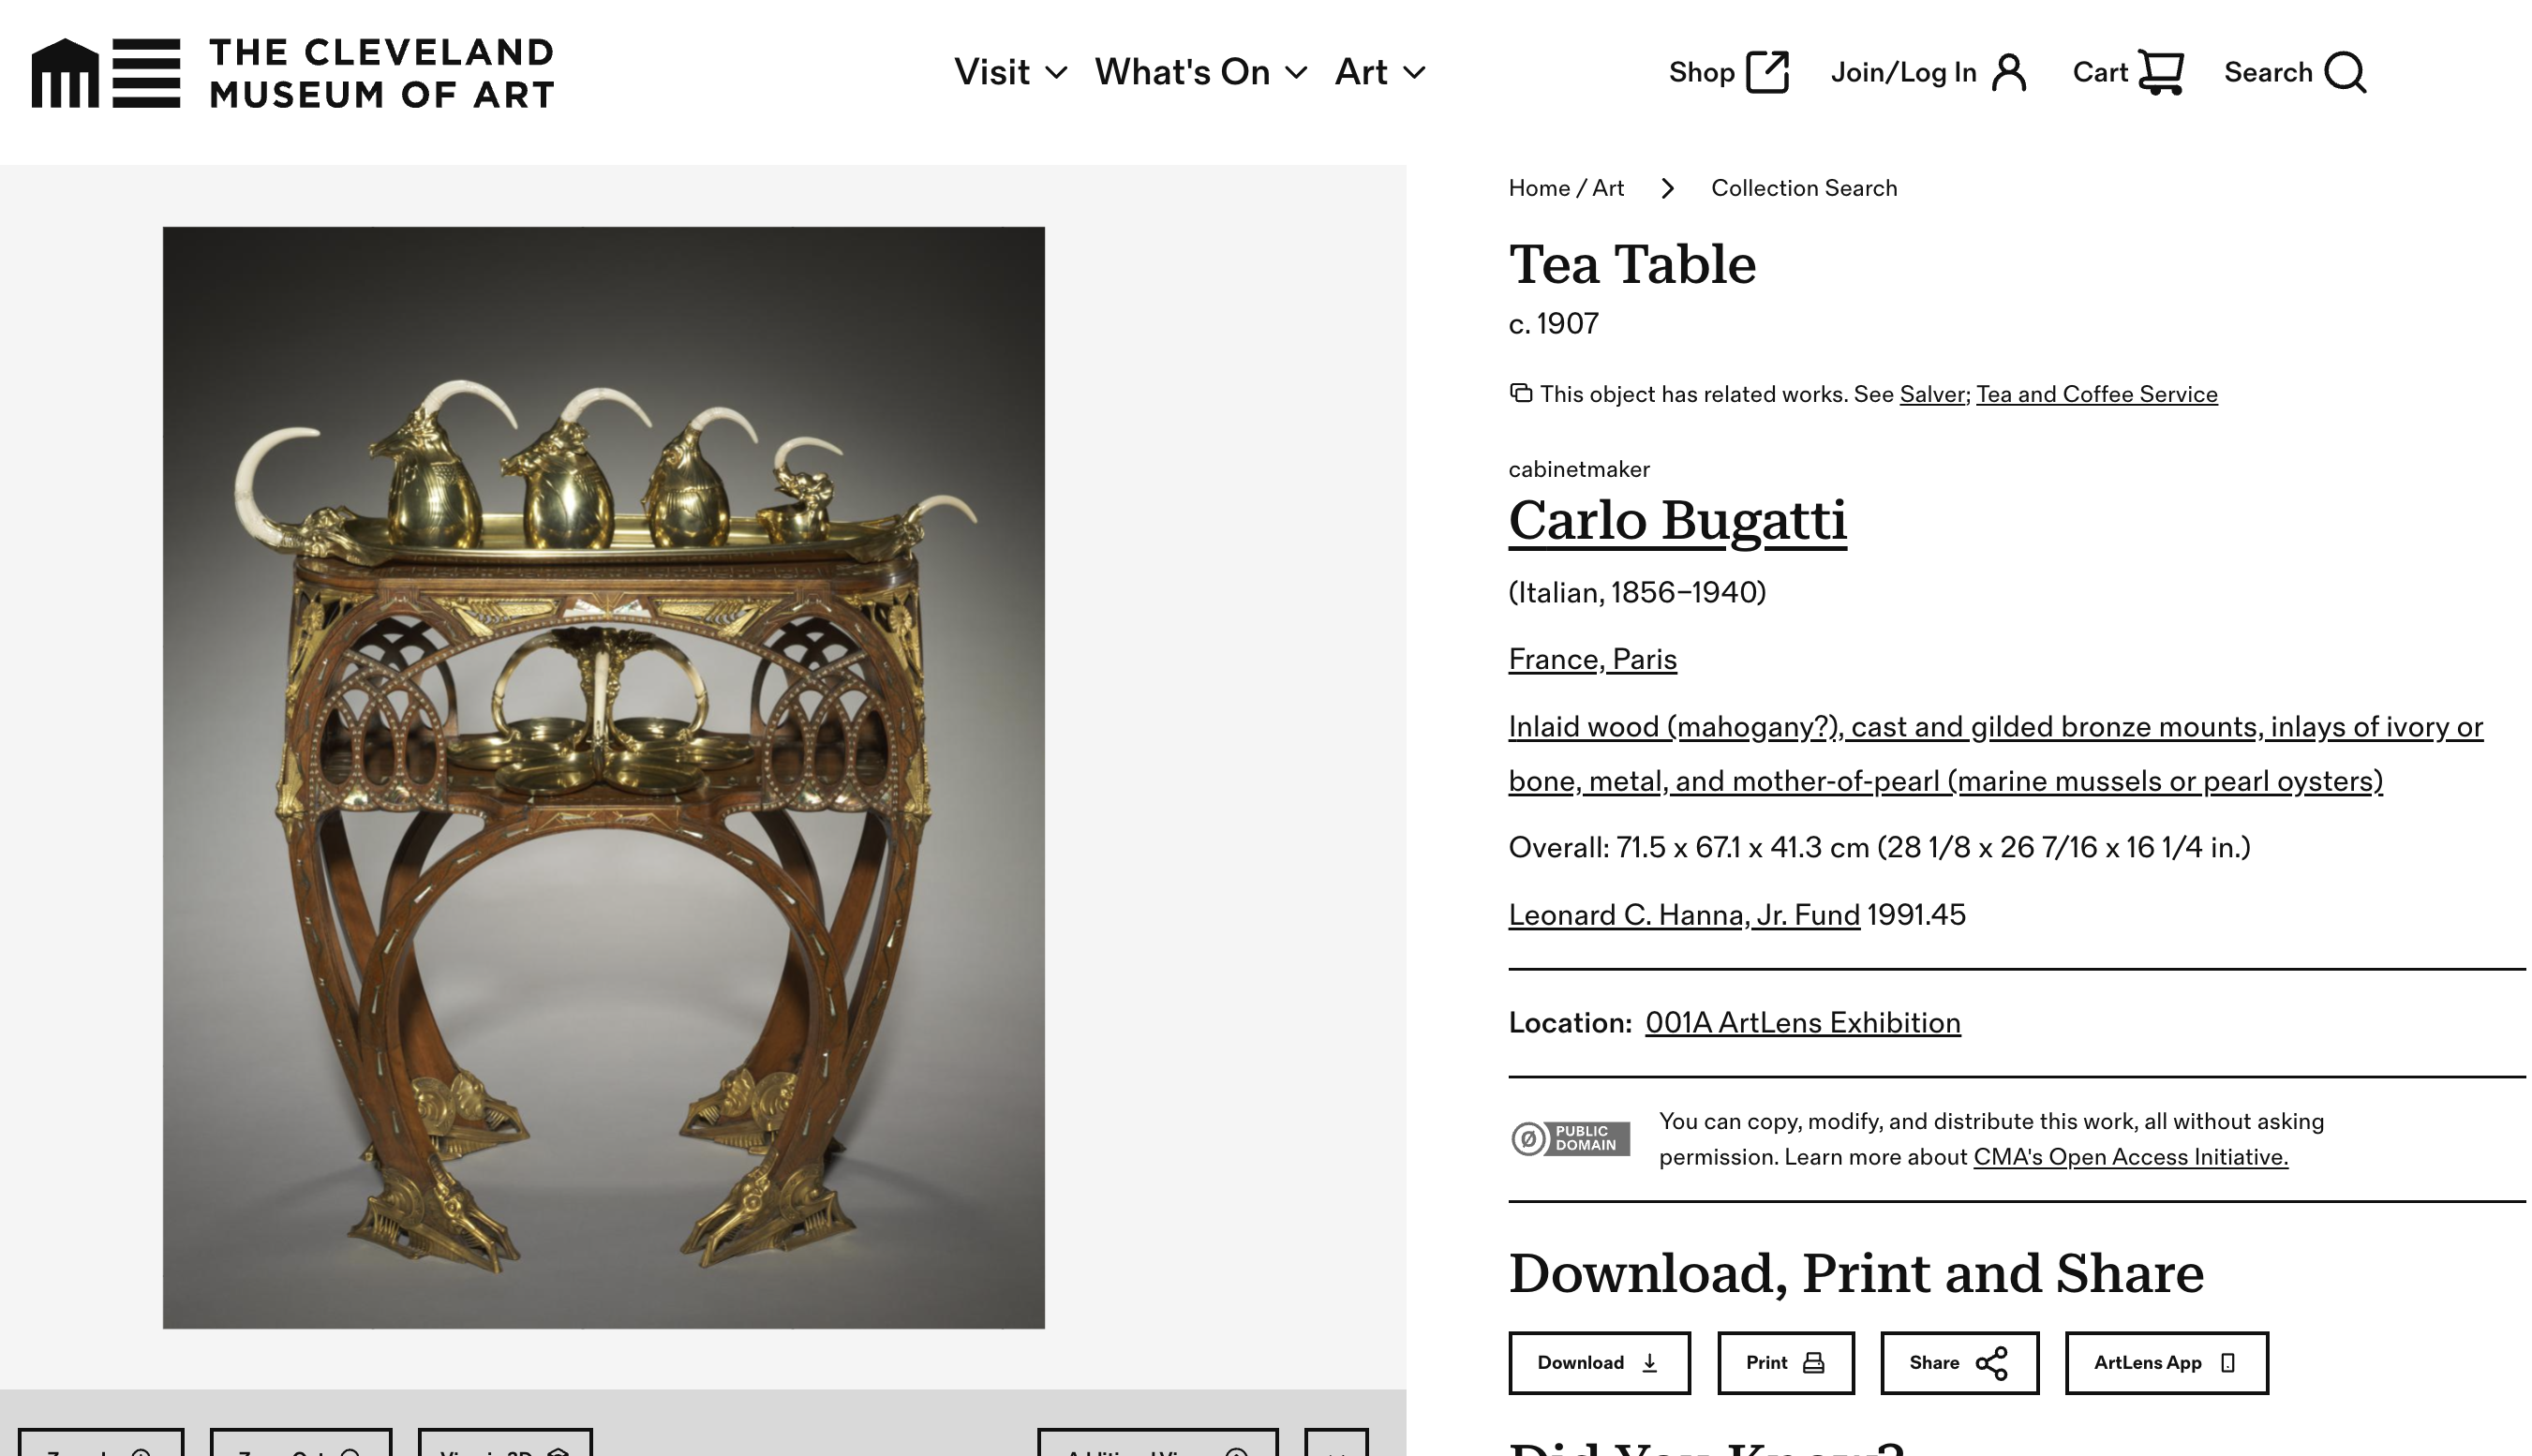 THE CLEVELAND
MUSEUM OF ART
Visit
What's On
Art
Shop
Join/Log In
Cart
Search
Home / Art
Collection Search
Tea Table
c. 1907
This object has related works. See Salver; Tea and Coffee Service
cabinetmaker
Carlo Bugatti
(Italian, 1856–1940)
France, Paris
Inlaid wood (mahogany?), cast and gilded bronze mounts, inlays of ivory or
bone, metal, and mother-of-pearl (marine mussels or pearl oysters)
Overall: 71.5 x 67.1 x 41.3 cm (28 1/8 x 26 7/16 x 16 1/4 in.)
Leonard C. Hanna, Jr. Fund 1991.45
Location: 001A ArtLens Exhibition
PUBLIC
DOMAIN
You can copy, modify, and distribute this work, all without asking
permission. Learn more about CMA's Open Access Initiative.
Download, Print and Share
Download
Print
Share
ArtLens App
Did You Know?